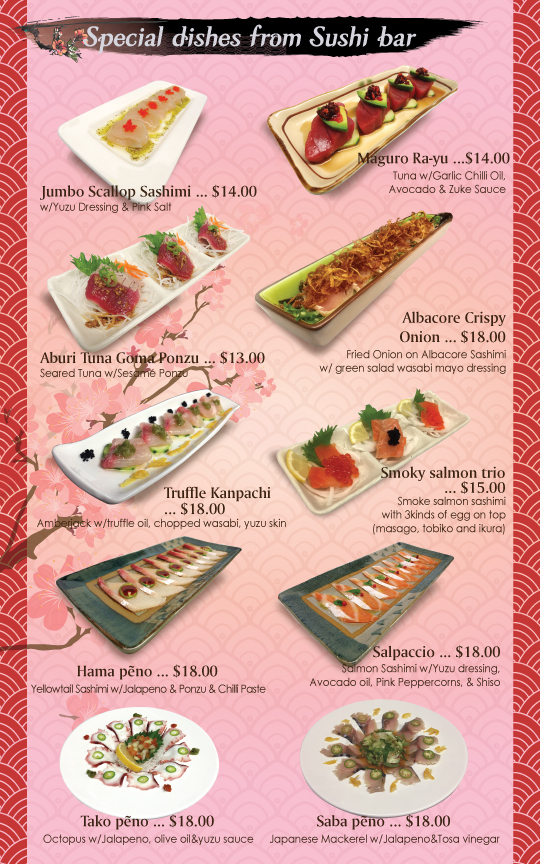 Special dishes from Sushi bar
Jumbo Scallop Sashimi ... $14.00
w/Yuzu Dressing & Pink Salt
Maguro Ra-yu ...$14.00
Tuna w/Garlic Chilli Oil,
Avocado & Zuke Sauce
Aburi Tuna Goma Ponzu ... $13.00
Seared Tuna w/Sesame Ponzu
Albacore Crispy
Onion ... $18.00
Fried Onion on Albacore Sashimi
w/ green salad wasabi mayo dressing
Truffle Kanpachi
... $18.00
Amberjack w/truffle oil, chopped wasabi, yuzu skin
Smoky salmon trio
... $15.00
Smoke salmon sashimi
with 3kinds of egg on top
(masago, tobiko and ikura)
Hama pẽno ... $18.00
Yellowtail Sashimi w/Jalapeno & Ponzu & Chilli Paste
Salpaccio ... $18.00
Salmon Sashimi w/Yuzu dressing,
Avocado oil, Pink Peppercorns, & Shiso
Tako pẽno ... $18.00
Octopus w/Jalapeno, olive oil&yuzu sauce
Saba pẽno ... $18.00
Japanese Mackerel w/Jalapeno&Tosa vinegar